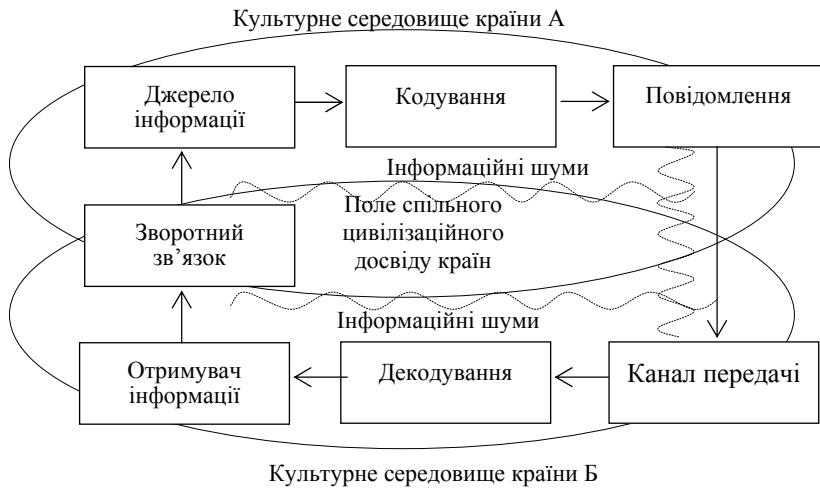 Культурне середовище країни А
Джерело
інформації
Кодування
Повідомлення
Інформаційні шуми
Поле спільного
цивілізаційного
досвіду країн
Зворотний
зв’язок
Інформаційні шуми
Отримувач
інформації
Декодування
Канал передачі
Культурне середовище країни Б